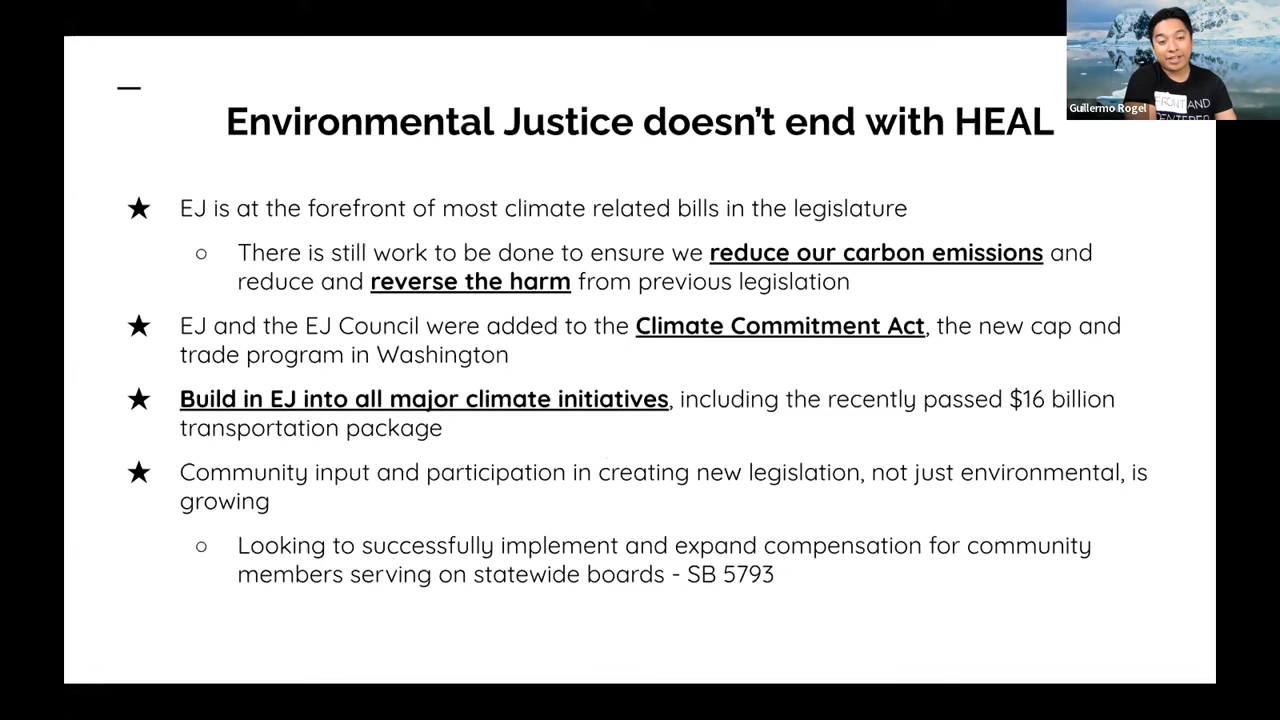 Environmental Justice doesn't end with HEAL
Guillermo Rogel
FRONT AND
CENTERED
★ EJ is at the forefront of most climate related bills in the legislature
○ There is still work to be done to ensure we reduce our carbon emissions and
reduce and reverse the harm from previous legislation
★ EJ and the EJ Council were added to the Climate Commitment Act, the new cap and
trade program in Washington
★ Build in EJ into all major climate initiatives, including the recently passed $16 billion
transportation package
★ Community input and participation in creating new legislation, not just environmental, is
growing
○ Looking to successfully implement and expand compensation for community
members serving on statewide boards - SB 5793